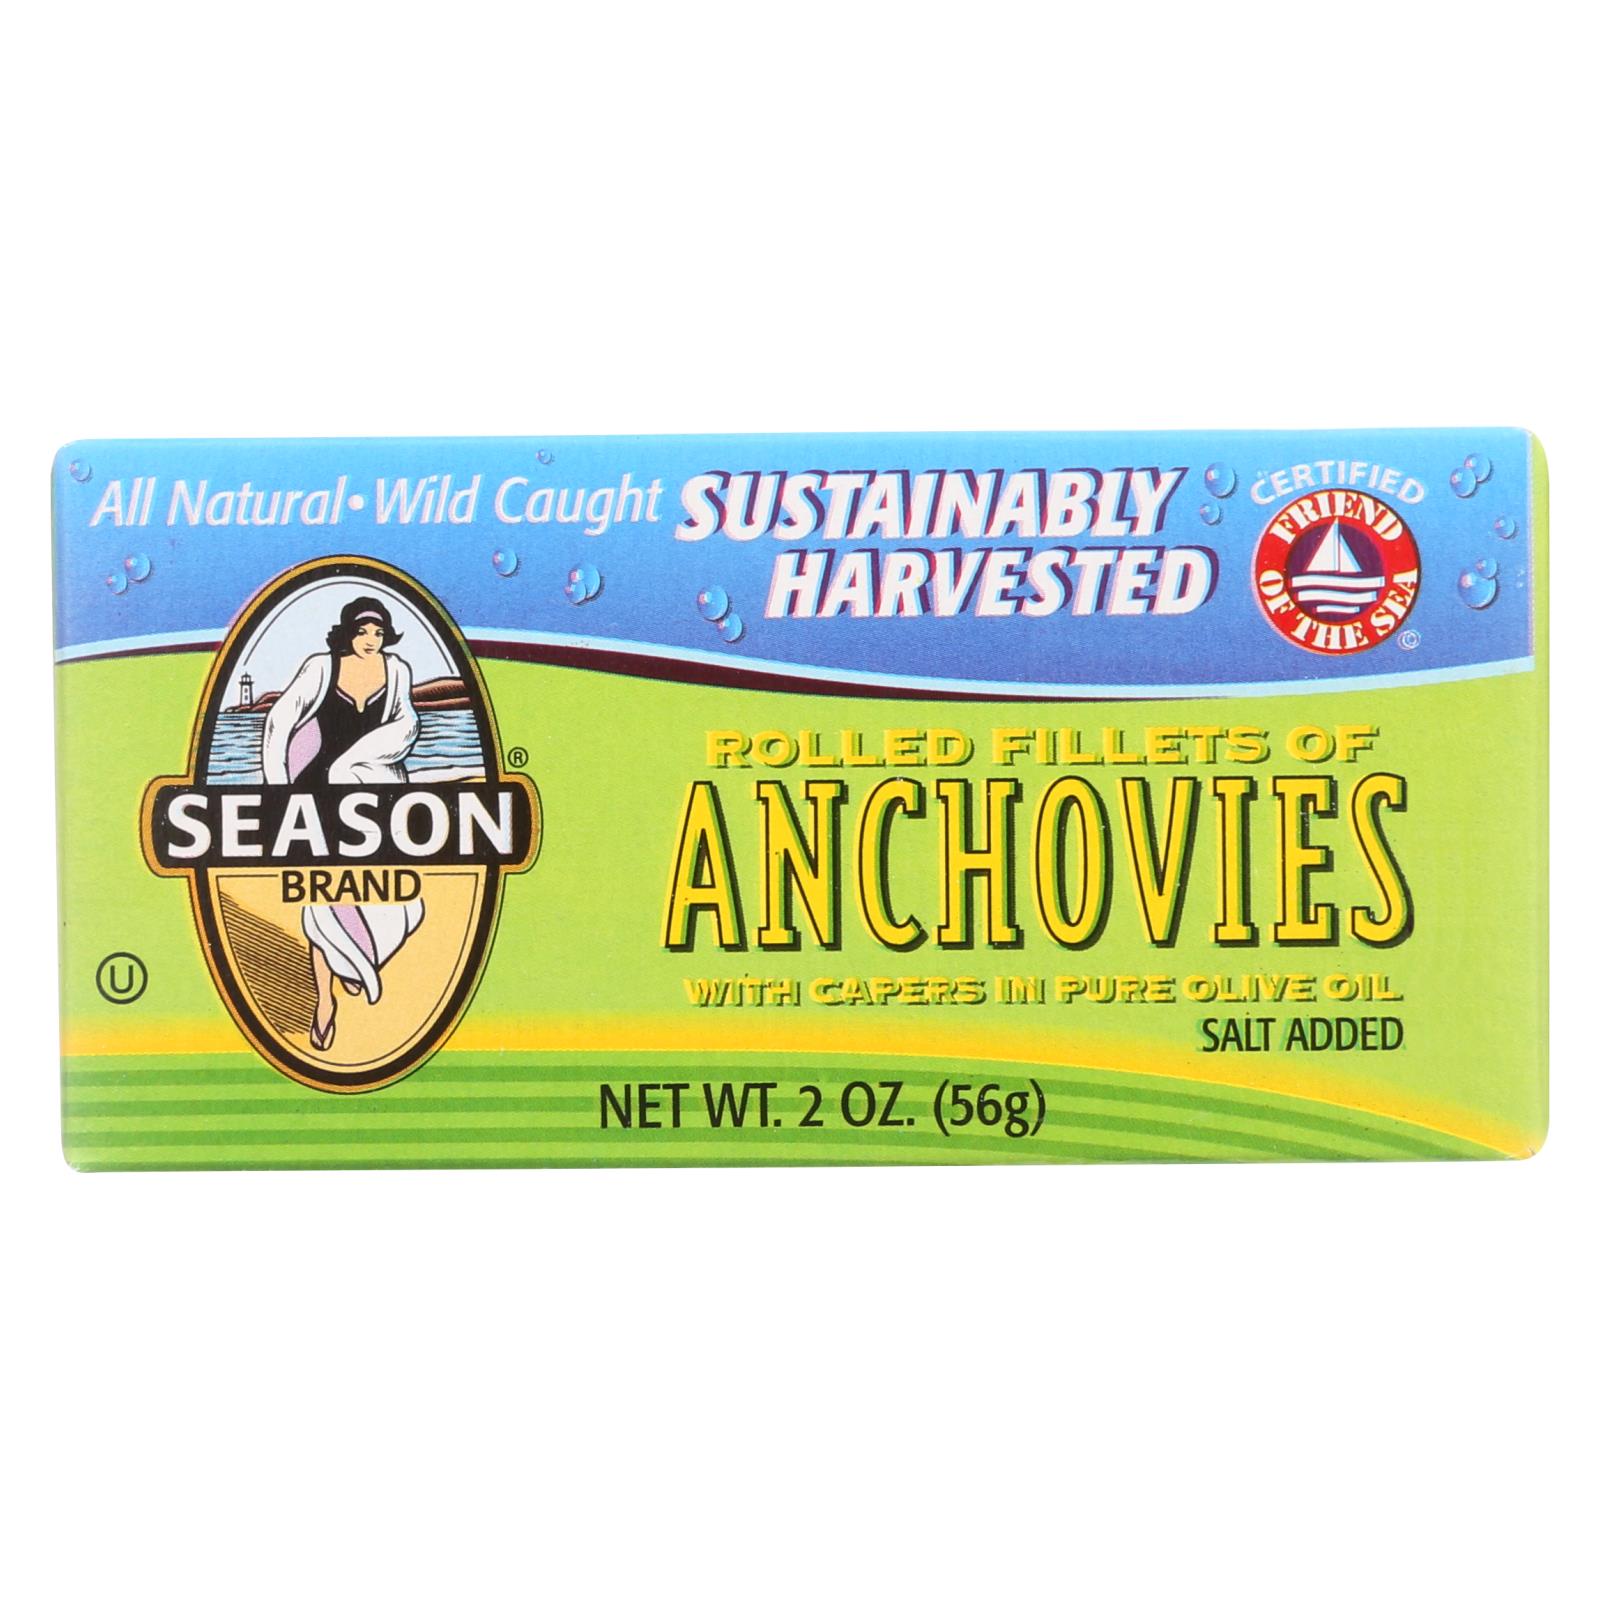 All Natural • Wild Caught SUSTAINABLY
HARVESTED
CERTIFIED
FRIEND
OF THE SEA
©
ROLLED FILLETS OF
ANCHOVIES
WITH CAPERS IN PURE OLIVE OIL
SALT ADDED
®
SEASON
BRAND
U
NET WT. 2 OZ. (56g)